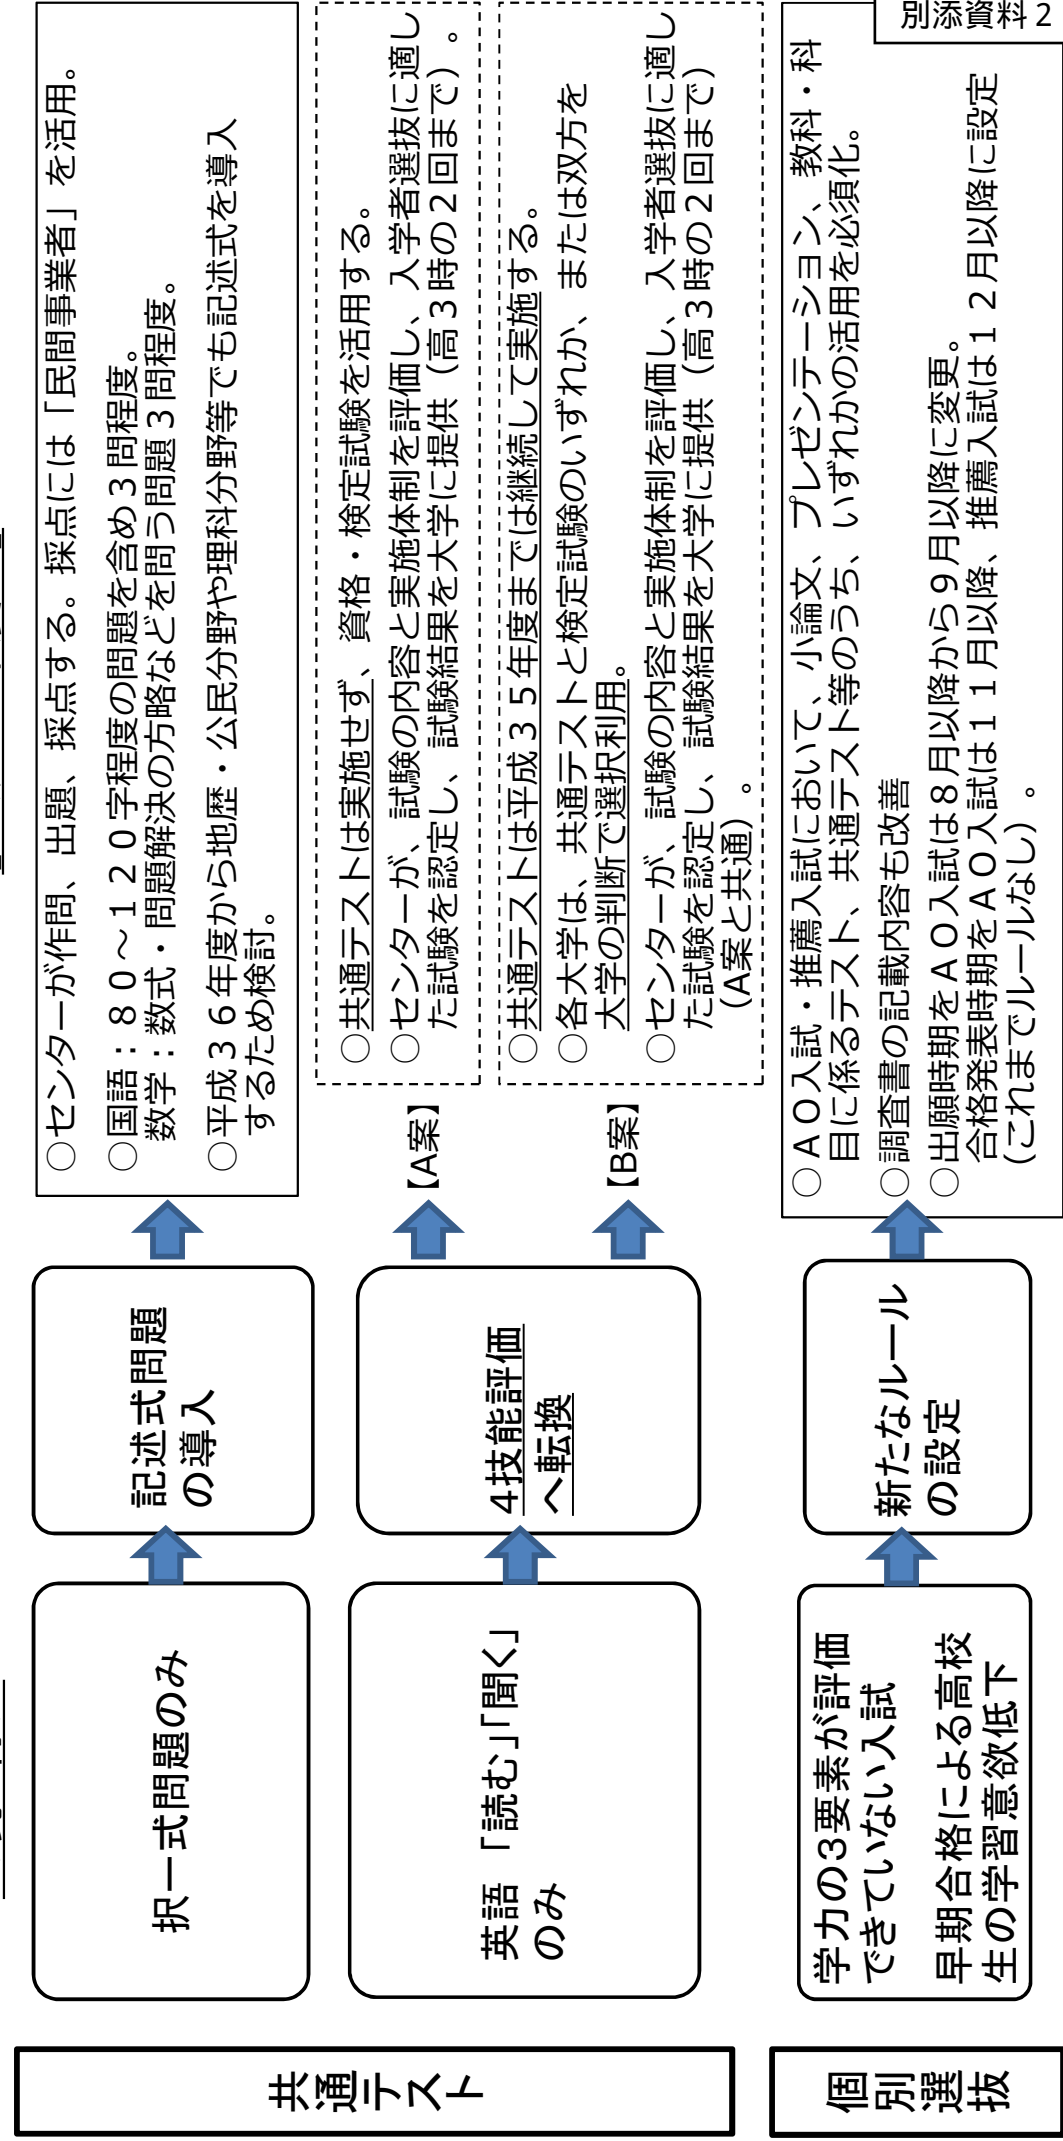 別添資料２
共通テスト
択一式問題のみ
記述式問題
の導入
○センターが作問、出題、採点する。採点には「民間事業者」を活用。
○国語：８０～１２０字程度の問題を含め３問程度。
数学：数式・問題解決の方略などを問う問題３問程度。
○平成３６年度から地歴・公民分野や理科分野等でも記述式を導入
するため検討。
英語　「読む」「聞く」
のみ
４技能評価
へ転換
【A案】
○共通テストは実施せず、資格・検定試験を活用する。
○センターが、試験の内容と実施体制を評価し、入学者選抜に適し
た試験を認定し、試験結果を大学に提供（高３時の２回まで）。
【B案】
○共通テストは平成３５年度までは継続して実施する。
○各大学は、共通テストと検定試験のいずれか、または双方を
大学の判断で選択利用。
○センターが、試験の内容と実施体制を評価し、入学者選抜に適し
た試験を認定し、試験結果を大学に提供（高３時の２回まで）
（A案と共通）。
個別選抜
学力の３要素が評価
できていない入試
早期合格による高校
生の学習意欲低下
新たなルール
の設定
○ＡＯ入試・推薦入試において、小論文、プレゼンテーション、教科・科
目に係るテスト、共通テスト等のうち、いずれかの活用を必須化。
○調査書の記載内容も改善
○出願時期をＡＯ入試は８月以降から９月以降に変更。
合格発表時期をＡＯ入試は１１月以降、推薦入試は１２月以降に設定
（これまでルールなし）。